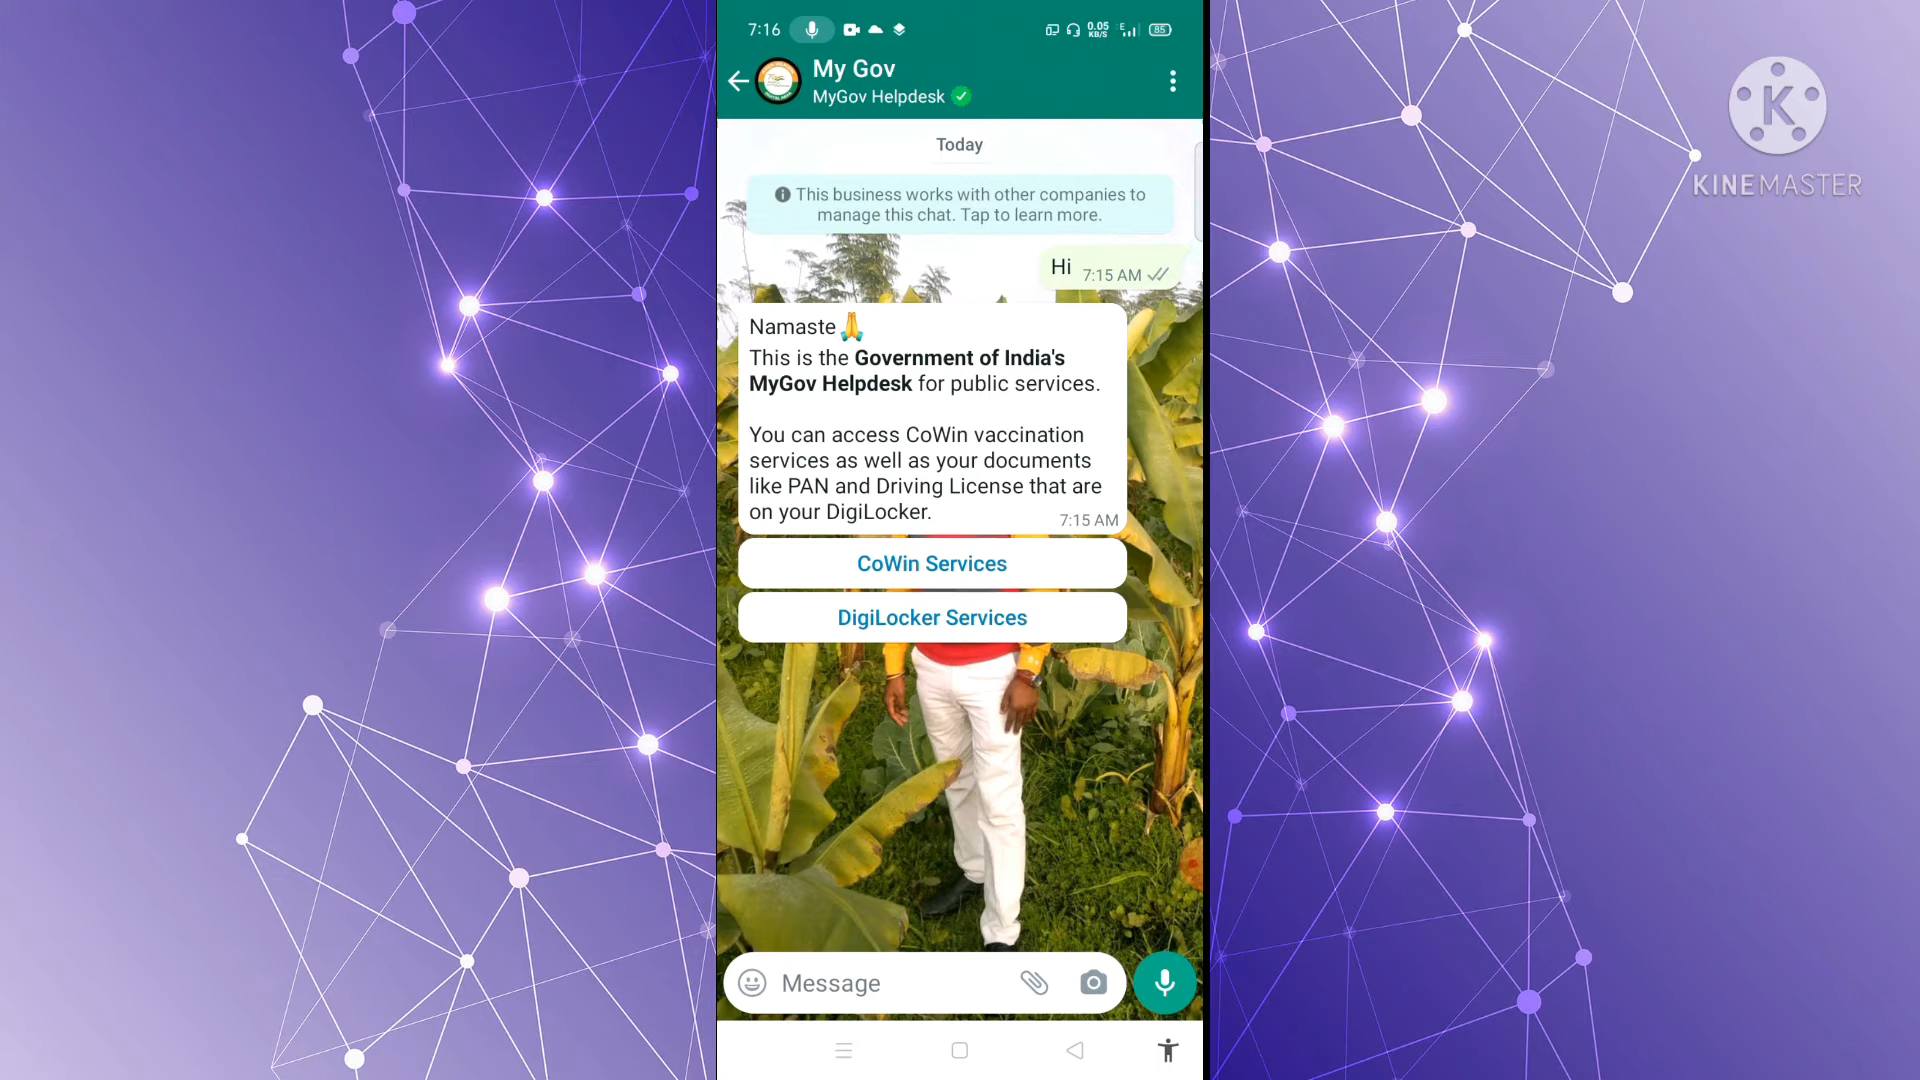 7:16
0.05
KB/S
E
85
My Gov
MyGov Helpdesk
KINEMASTER
Today
This business works with other companies to
manage this chat. Tap to learn more.
Hi 7:15 AM
Namaste🙏
This is the Government of India's
MyGov Helpdesk for public services.
You can access CoWin vaccination
services as well as your documents
like PAN and Driving License that are
on your DigiLocker.
7:15 AM
CoWin Services
DigiLocker Services
Message